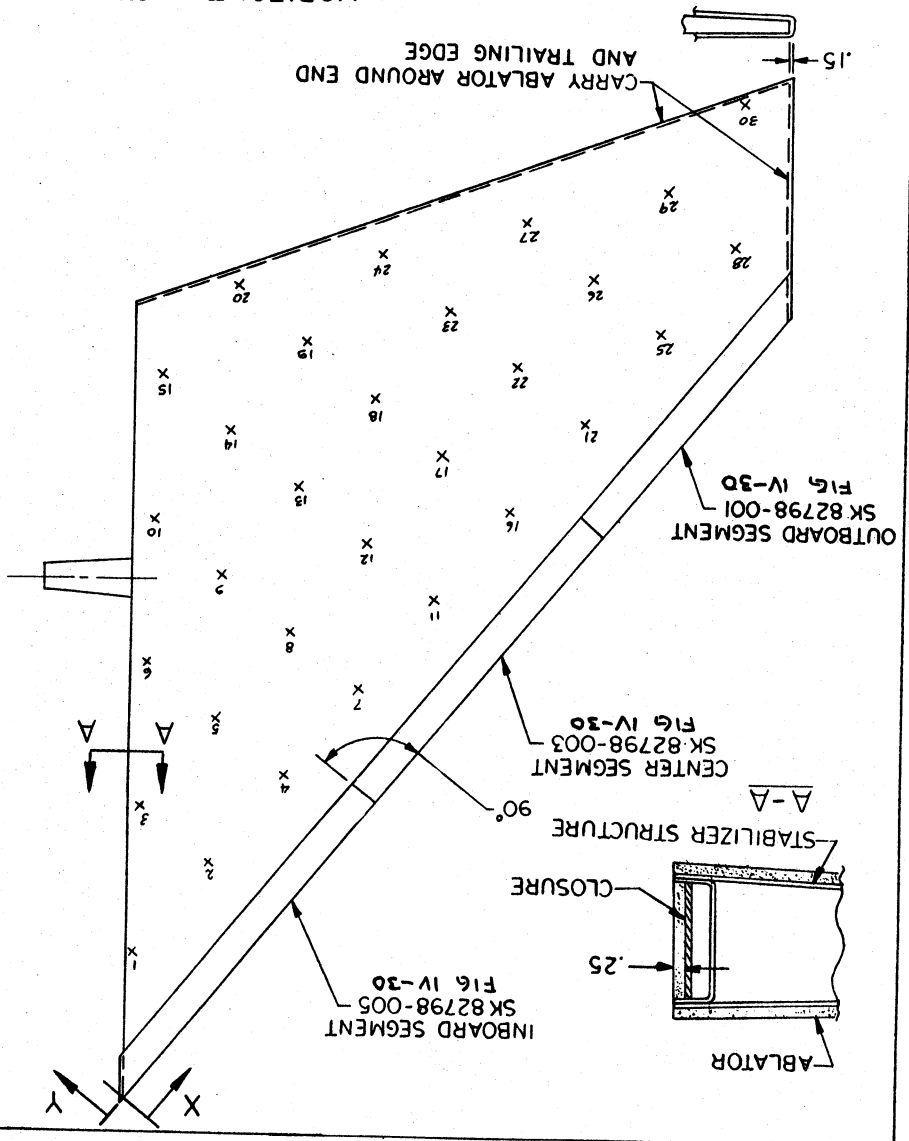 X
Y
ABLATOR
.25
CLOSURE
STABILIZER STRUCTURE
A-A
INBOARD SEGMENT
SK 82798-005
FIG. IV-30
90°
CENTER SEGMENT
SK 82798-003
FIG IV-30
OUTBOARD SEGMENT
SK 82798-001
FIG. IV-30
A A
1
2
3
4
5
6
7
8
9
10
11
12
13
14
15
16
17
18
19
20
21
22
23
24
25
26
27
28
29
30
CARRY ABLATOR AROUND END
AND TRAILING EDGE
.15